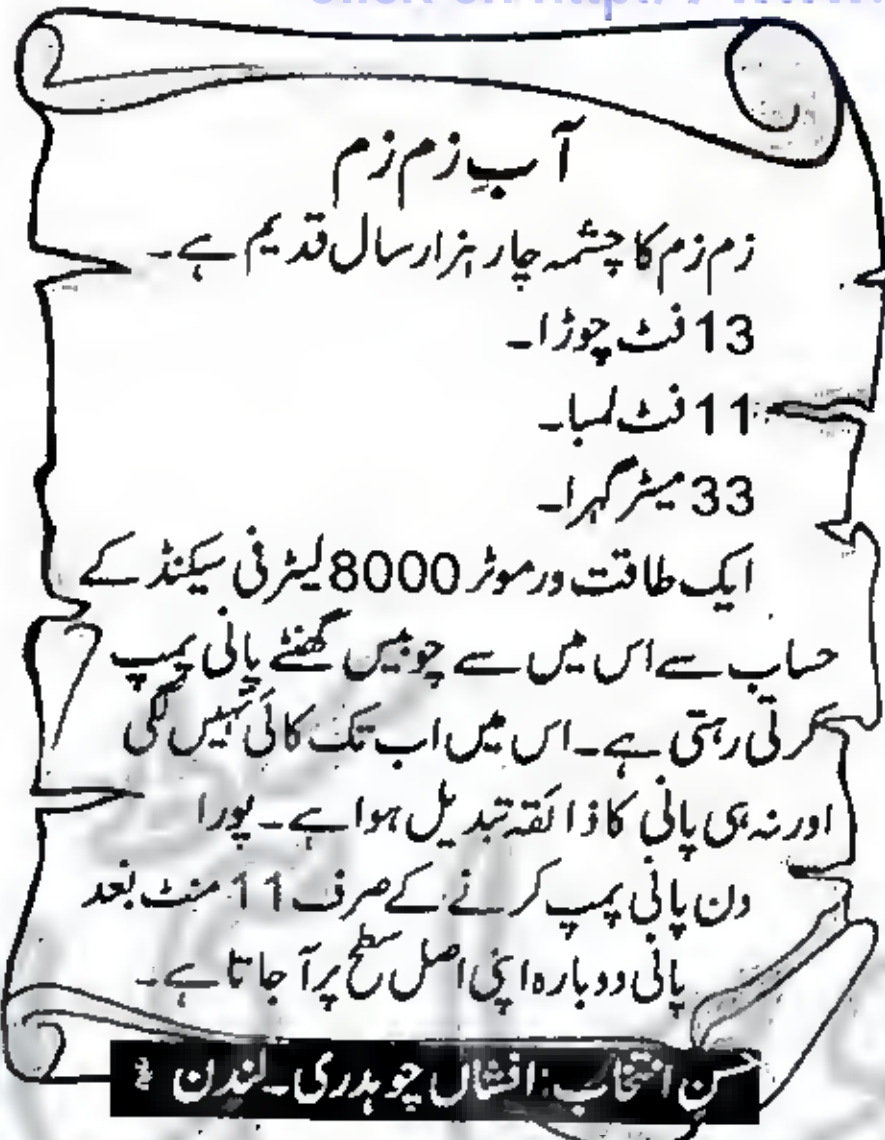 آبِ زم زم
زم زم کا چشمہ چار ہزار سال قدیم ہے۔
13 فٹ چوڑا۔
11 فٹ لمبا۔
33 میٹر گہرا۔
ایک طاقت ور موٹر 8000 لیٹر فی سیکنڈ کے
حساب سے اس میں سے چوبیس گھنٹے پانی پمپ
کرتی رہتی ہے۔ اس میں اب تک کائی نہیں لگی
اور نہ ہی پانی کا ذائقہ تبدیل ہوا ہے۔ پورا
دن پانی پمپ کرنے کے صرف 11 منٹ بعد
پانی دوبارہ اپنی اصل سطح پر آ جاتا ہے۔
حسن انتخاب: افشاں چوہدری۔ لندن